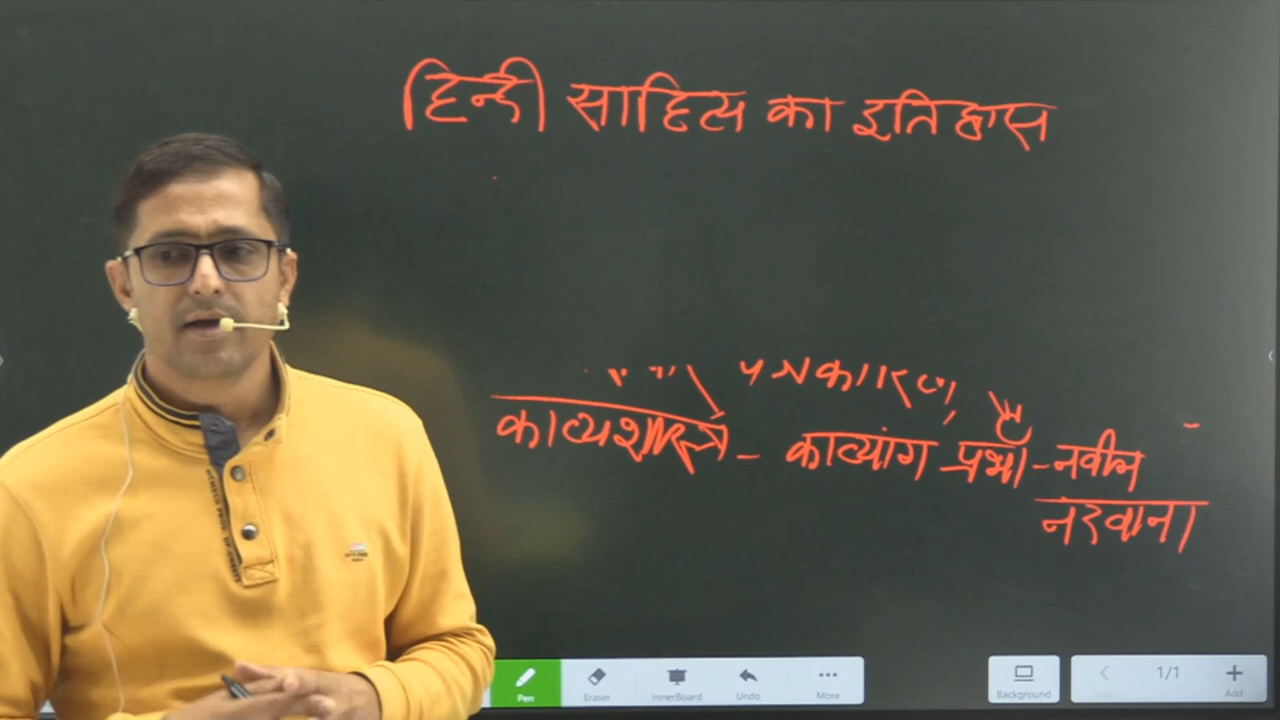 हिन्दी साहित्य का इतिहास
काव्यशास्त्र - काव्यांग प्रभा - नवीन
नरवाना
Pen
Eraser
InnerBoard
Undo
More
Background
1/1
Add